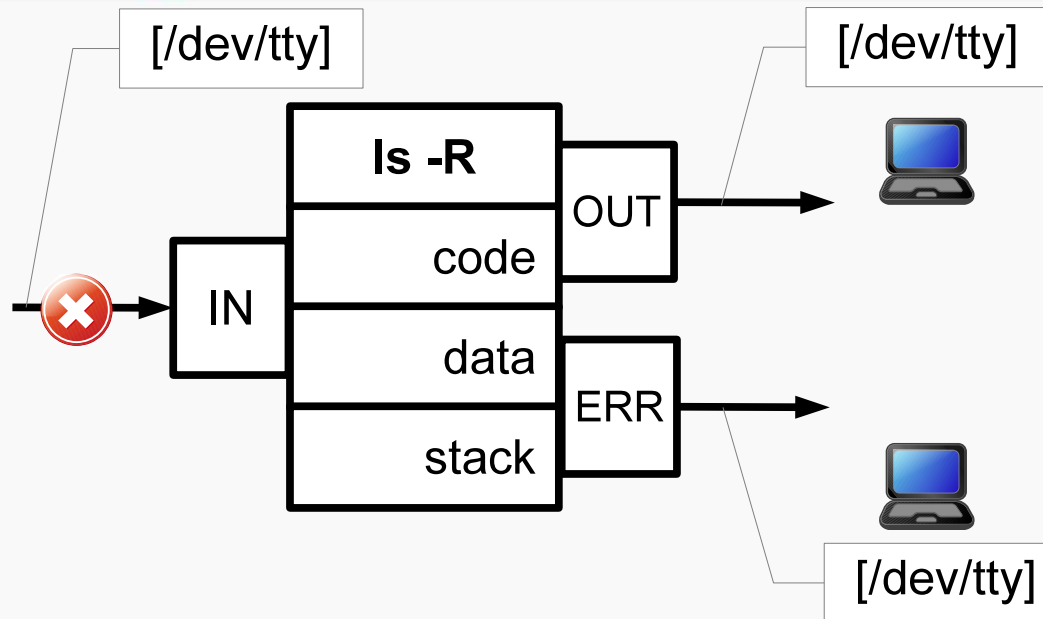 [/dev/tty]
[/dev/tty]
ls -R
OUT
code
IN
data
ERR
stack
[/dev/tty]